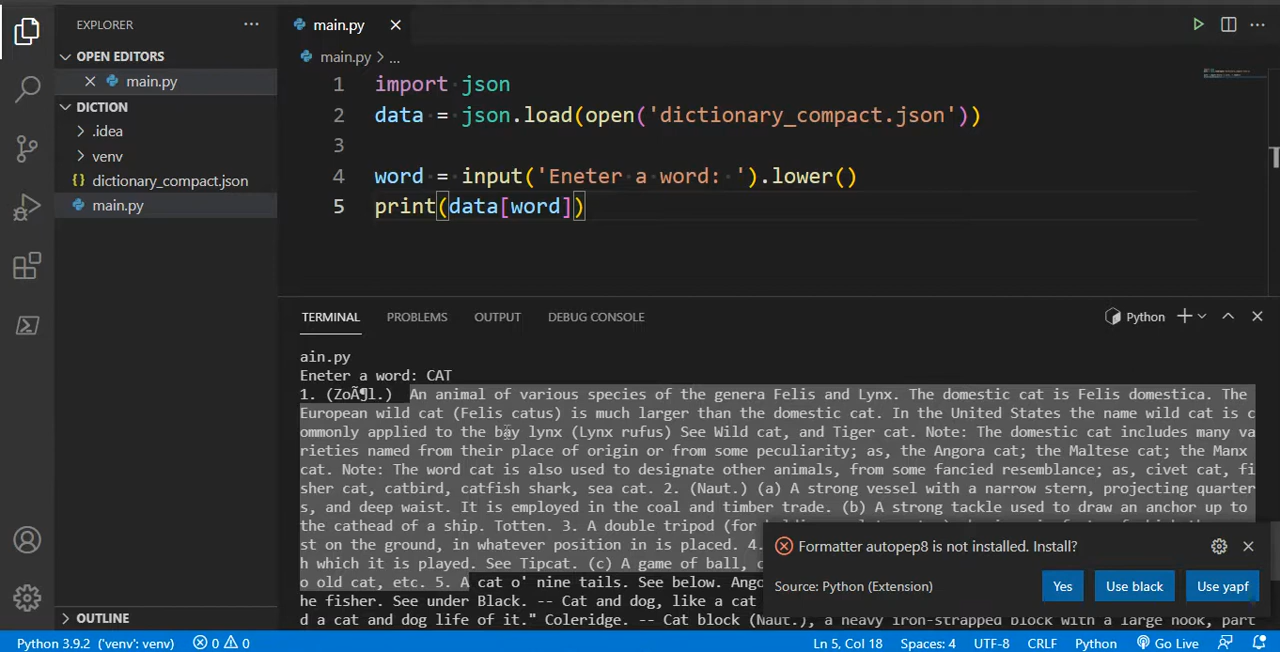 EXPLORER
OPEN EDITORS
main.py
DICTION
.idea
venv
{} dictionary_compact.json
main.py
OUTLINE
main.py
main.py > ...
1 import json
2 data = json.load(open('dictionary_compact.json'))
3
4 word = input('Eneter a word: ').lower()
5 print(data[word])
TERMINAL PROBLEMS OUTPUT DEBUG CONSOLE
Python
ain.py
Eneter a word: CAT
1. (ZoÃ¶l.)  An animal of various species of the genera Felis and Lynx. The domestic cat is Felis domestica. The
European wild cat (Felis catus) is much larger than the domestic cat. In the United States the name wild cat is c
ommonly applied to the bay lynx (Lynx rufus) See Wild cat, and Tiger cat. Note: The domestic cat includes many va
rieties named from their place of origin or from some peculiarity; as, the Angora cat; the Maltese cat; the Manx
cat. Note: The word cat is also used to designate other animals, from some fancied resemblance; as, civet cat, fi
sher cat, catbird, catfish shark, sea cat. 2. (Naut.) (a) A strong vessel with a narrow stern, projecting quarter
s, and deep waist. It is employed in the coal and timber trade. (b) A strong tackle used to draw an anchor up to
the cathead of a ship. Totten. 3. A double tripod (for
st on the ground, in whatever position in is placed. 4.
h which it is played. See Tipcat. (c) A game of ball, c
o old cat, etc. 5. A cat o' nine tails. See below. Ango
he fisher. See under Black. -- Cat and dog, like a cat
d a cat and dog life of it." Coleridge. -- Cat block (Naut.), a heavy iron-strapped block with a large hook, part
Formatter autopep8 is not installed. Install?
Source: Python (Extension)
Yes
Use black
Use yapf
Python 3.9.2 ('venv': venv) 0 0 Ln 5, Col 18 Spaces: 4 UTF-8 CRLF Python Go Live